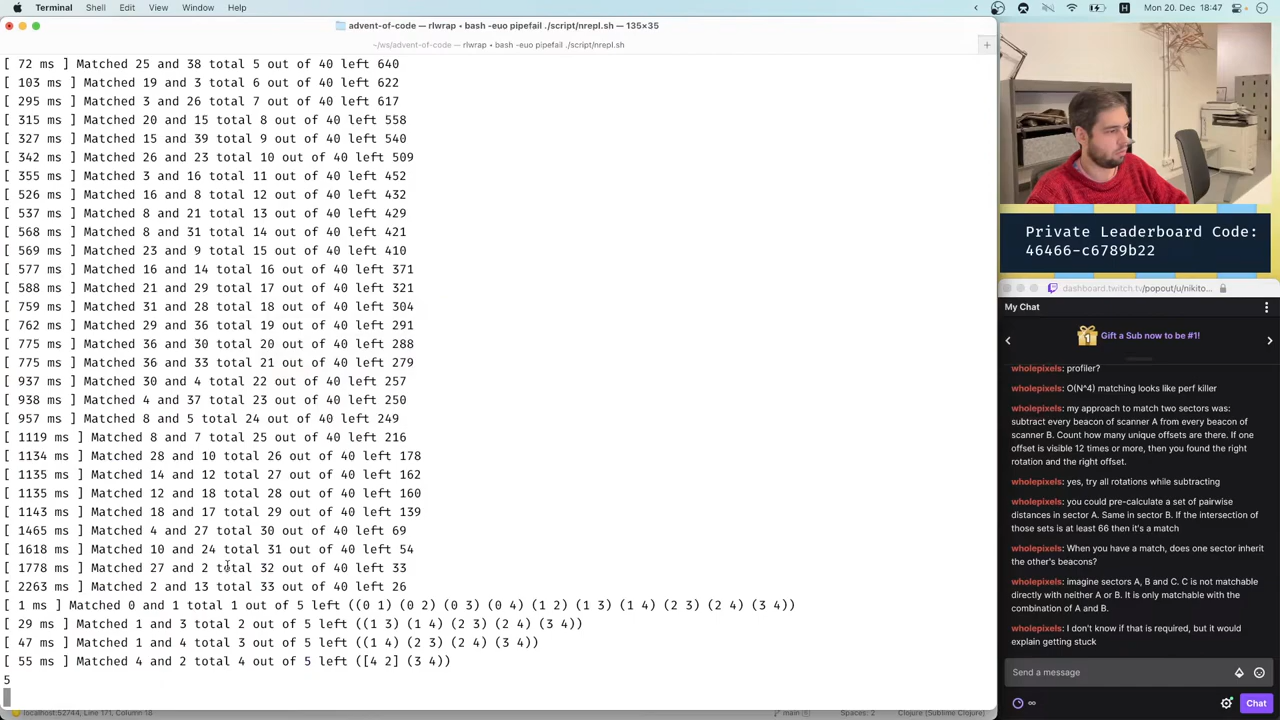 Terminal Shell Edit View Window Help
Mon 20. Dec 18:47
advent-of-code — rlwrap • bash -euo pipefail ./script/nrepl.sh — 135×35
~/ws/advent-of-code — rlwrap • bash -euo pipefail ./script/nrepl.sh
[ 72 ms ] Matched 25 and 38 total 5 out of 40 left 640
[ 103 ms ] Matched 19 and 3 total 6 out of 40 left 622
[ 295 ms ] Matched 3 and 26 total 7 out of 40 left 617
[ 315 ms ] Matched 20 and 15 total 8 out of 40 left 558
[ 327 ms ] Matched 15 and 39 total 9 out of 40 left 540
[ 342 ms ] Matched 26 and 23 total 10 out of 40 left 509
[ 355 ms ] Matched 3 and 16 total 11 out of 40 left 452
[ 526 ms ] Matched 16 and 8 total 12 out of 40 left 432
[ 537 ms ] Matched 8 and 21 total 13 out of 40 left 429
[ 568 ms ] Matched 8 and 31 total 14 out of 40 left 421
[ 569 ms ] Matched 23 and 9 total 15 out of 40 left 410
[ 577 ms ] Matched 16 and 14 total 16 out of 40 left 371
[ 588 ms ] Matched 21 and 29 total 17 out of 40 left 321
[ 759 ms ] Matched 31 and 28 total 18 out of 40 left 304
[ 762 ms ] Matched 29 and 36 total 19 out of 40 left 291
[ 775 ms ] Matched 36 and 30 total 20 out of 40 left 288
[ 775 ms ] Matched 36 and 33 total 21 out of 40 left 279
[ 937 ms ] Matched 30 and 4 total 22 out of 40 left 257
[ 938 ms ] Matched 4 and 37 total 23 out of 40 left 250
[ 957 ms ] Matched 8 and 5 total 24 out of 40 left 249
[ 1119 ms ] Matched 8 and 7 total 25 out of 40 left 216
[ 1134 ms ] Matched 28 and 10 total 26 out of 40 left 178
[ 1135 ms ] Matched 14 and 12 total 27 out of 40 left 162
[ 1135 ms ] Matched 12 and 18 total 28 out of 40 left 160
[ 1143 ms ] Matched 18 and 17 total 29 out of 40 left 139
[ 1465 ms ] Matched 4 and 27 total 30 out of 40 left 69
[ 1618 ms ] Matched 10 and 24 total 31 out of 40 left 54
[ 1778 ms ] Matched 27 and 2 total 32 out of 40 left 33
[ 2263 ms ] Matched 2 and 13 total 33 out of 40 left 26
[ 1 ms ] Matched 0 and 1 total 1 out of 5 left ((0 1) (0 2) (0 3) (0 4) (1 2) (1 3) (1 4) (2 3) (2 4) (3 4))
[ 29 ms ] Matched 1 and 3 total 2 out of 5 left ((1 3) (1 4) (2 3) (2 4) (3 4))
[ 47 ms ] Matched 1 and 4 total 3 out of 5 left ((1 4) (2 3) (2 4) (3 4))
[ 55 ms ] Matched 4 and 2 total 4 out of 5 left ([4 2] (3 4))
5
localhost:52744, Line 171, Column 18
main
Spaces: 2
Clojure (Sublime Clojure)
Private Leaderboard Code:
46466-c6789b22
dashboard.twitch.tv/popout/u/nikito...
My Chat
Gift a Sub now to be #1!
wholepixels: profiler?
wholepixels: O(N^4) matching looks like perf killer
wholepixels: my approach to match two sectors was:
subtract every beacon of scanner A from every beacon of
scanner B. Count how many unique offsets are there. If one
offset is visible 12 times or more, then you found the right
rotation and the right offset.
wholepixels: yes, try all rotations while subtracting
wholepixels: you could pre-calculate a set of pairwise
distances in sector A. Same in sector B. If the intersection of
those sets is at least 66 then it's a match
wholepixels: When you have a match, does one sector inherit
the other's beacons?
wholepixels: imagine sectors A, B and C. C is not matchable
directly with neither A or B. It is only matchable with the
combination of A and B.
wholepixels: I don't know if that is required, but it would
explain getting stuck
Send a message
Chat